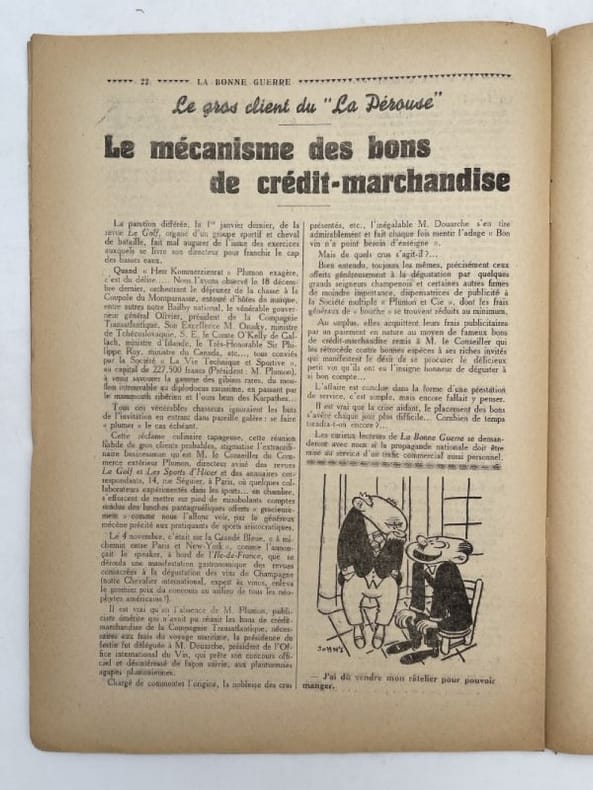 22 LA BONNE GUERRE
Le gros client du "La Pérouse"
Le mécanisme des bons
de crédit-marchandise
La parution différée, la 1er janvier dernier, de la
revue Le Golf, organe d'un groupe sportif et cheval
de bataille, fait mal augurer de l'issue des exercices
auxquels se livre son directeur pour franchir le cap
des basses eaux.
Quand « Herr Kommerzienrat » Plumon exagère,
c'est du délire..... Nous l'avons observé le 18 décem-
bre dernier, orchestrant le déjeuner de la chasse à la
Coupole du Montparnasse, entouré d'hôtes de marque,
entre autres notre Bailby national, le vénérable gouver-
neur général Olivier, président de la Compagnie
Transatlantique, Son Excellence M. Osusky, ministre
de Tchécoslovaquie, S. E. le Comte O'Kelly de Gal-
lach, ministre d'Islande, le Très-Honorable Sir Phi-
lippe Roy, ministre du Canada, etc..., tous conviés
par la Société « La Vie Technique et Sportive »,
au capital de 227.500 francs (Président : M. Plumon),
à venir savourer la gamme des gibiers rares, du mou-
flon introuvable au diplodocus rarissime, en passant par
le mammouth sibérien et l'ours brun des Karpathes...
Tous ces vénérables chasseurs ignoraient les buts
de l'invitation en entrant dans pareille galère : se faire
« plumer » le cas échéant.
Cette réclame culinaire tapageuse, cette réunion
habile de gros clients probables, stigmatise l'extraordi-
naire businessman qu'est M. le Conseiller du Com-
merce extérieur Plumon, directeur avisé des revues
Le Golf et Les Sports d'Hiver et des annuaires cor-
respondants, 14, rue Séguier, à Paris, où quelques col-
laborateurs expérimentés dans les sports... en chambre,
s'efforcent de mettre sur pied de mirobolants comptes
rendus des lunches pantagruéliques offerts « gracieuse-
ment » comme nous l'allons voir, par le généreux
mécène précité aux pratiquants de sports aristocratiques.
Le 4 novembre, c'était sur la Grande Bleue, « à mi-
chemin entre Paris et New-York », comme l'annon-
çait le speaker, à bord de l'Ile-de-France, que se
déroula une manifestation gastronomique des revues
consacrées à la dégustation des vins de Champagne
(notre Chevalier international, expert ès vinos, enleva
le premier prix du concours au milieu de tous les néo-
phytes américains !).
Il est vrai qu'en l'absence de M. Plumon, publi-
ciste émérite qui n'avait pu réunir les bons de crédit-
marchandise de la Compagnie Transatlantique, néces-
saires aux frais du voyage maritime, la présidence du
festin fut déléguée à M. Douarche, président de l'Of-
fice international du Vin, qui prête son concours offi-
ciel et désintéressé de façon suivie, aux plantureuses
agapes plumoniennes.
Chargé de commenter l'origine, la noblesse des crus
présentés, etc., l'inégalable M. Douarche s'en tire
admirablement et fait chaque fois mentir l'adage « Bon
vin n'a point besoin d'enseigne ».
Mais de quels crus s'agit-il ?...
Bien entendu, toujours les mêmes, précisément ceux
offerts généreusement à la dégustation par quelques
grands seigneurs champenois et certaines autres firmes
de moindre importance, dispensatrices de publicité à
la Société multiple « Plumon et Cie », dont les frais
généraux de « bouche » se trouvent réduits au minimum.
Au surplus, elles acquittent leurs frais publicitaires
par un paiement en nature au moyen de fameux bons
de crédit-marchandise remis à M. le Conseiller qui
les rétrocède contre bonnes espèces à ses riches invités
qui manifestent le désir de se procurer le délicieux
petit vin qu'ils ont eu l'insigne honneur de déguster à
si bon compte...
L'affaire est conclue dans la forme d'une prestation
de service, c'est simple, mais encore fallait y penser.
Il est vrai que la crise aidant, le placement des bons
s'avère chaque jour plus difficile... Combien de temps
tiendra-t-on encore ?...
Les curieux lecteurs de La Bonne Guerre se deman-
deront avec nous si la propagande nationale doit être
mise au service d'un trafic commercial aussi personnel.
JOHN'S
— J'ai dû vendre mon râtelier pour pouvoir
manger.